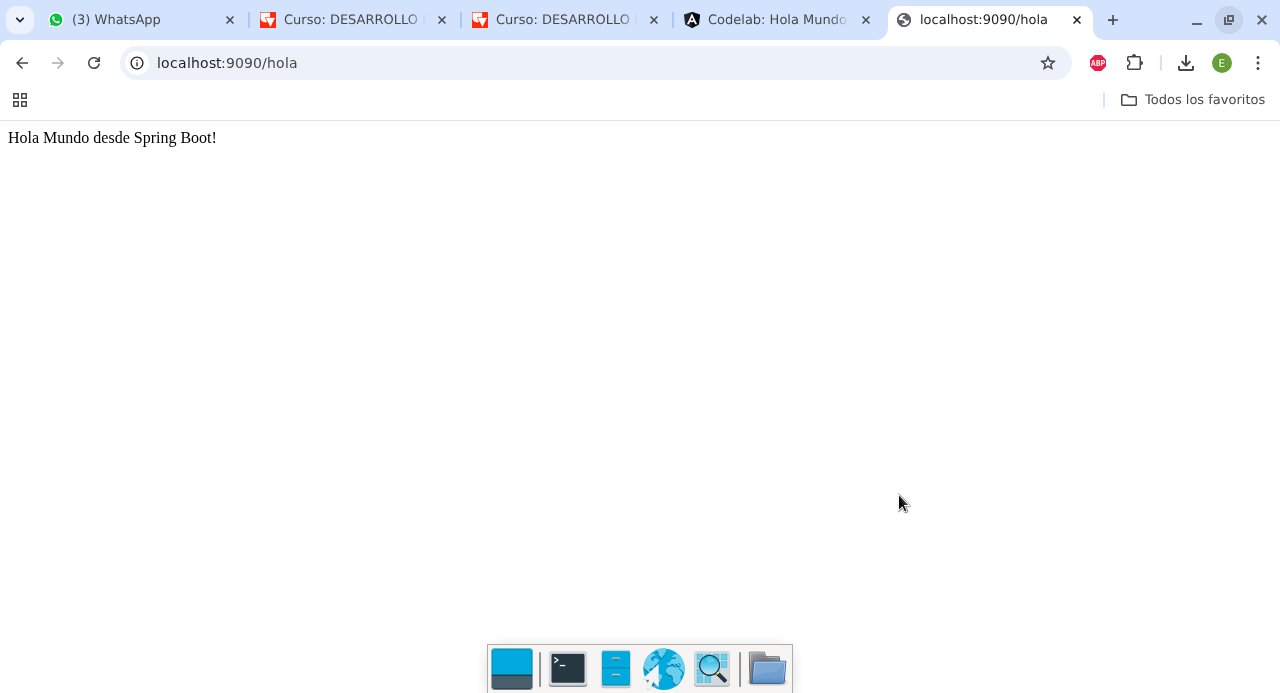 (3) WhatsApp
Curso: DESARROLLO
Curso: DESARROLLO
Codelab: Hola Mundo
localhost:9090/hola
localhost:9090/hola
ABP
E
Todos los favoritos
Hola Mundo desde Spring Boot!
>_